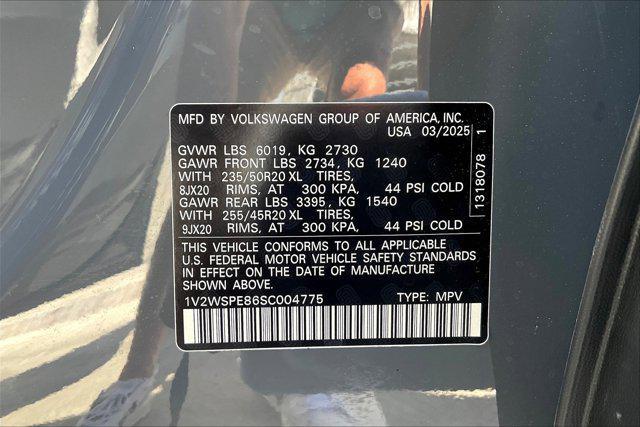 MFD BY VOLKSWAGEN GROUP OF AMERICA, INC.
USA 03/2025
GVWR LBS 6019, KG 2730
GAWR FRONT LBS 2734, KG 1240
WITH 235/50R20 XL TIRES,
8JX20 RIMS, AT 300 KPA, 44 PSI COLD
GAWR REAR LBS 3395, KG 1540
WITH 255/45R20 XL TIRES,
9JX20 RIMS, AT 300 KPA, 44 PSI COLD
THIS VEHICLE CONFORMS TO ALL APPLICABLE
U.S. FEDERAL MOTOR VEHICLE SAFETY STANDARDS
IN EFFECT ON THE DATE OF MANUFACTURE
SHOWN ABOVE.
1V2WSPE86SC004775 TYPE: MPV
1318078 1